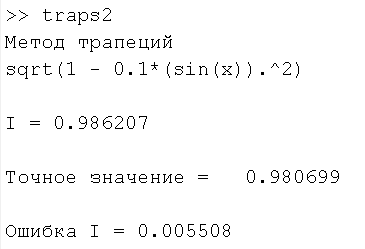 >> traps2
Метод трапеций
sqrt(1 - 0.1*(sin(x)).^2)
I = 0.986207
Точное значение =   0.980699
Ошибка I = 0.005508